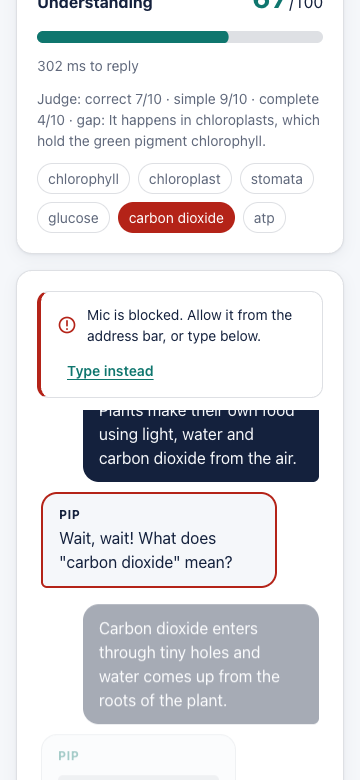 Understanding 67/100
302 ms to reply
Judge: correct 7/10 · simple 9/10 · complete
4/10 · gap: It happens in chloroplasts, which
hold the green pigment chlorophyll.
chlorophyll chloroplast stomata
glucose carbon dioxide atp
Mic is blocked. Allow it from the
address bar, or type below.
Type instead
Plants make their own food
using light, water and
carbon dioxide from the air.
PIP
Wait, wait! What does
"carbon dioxide" mean?
Carbon dioxide enters
through tiny holes and
water comes up from the
roots of the plant.
PIP